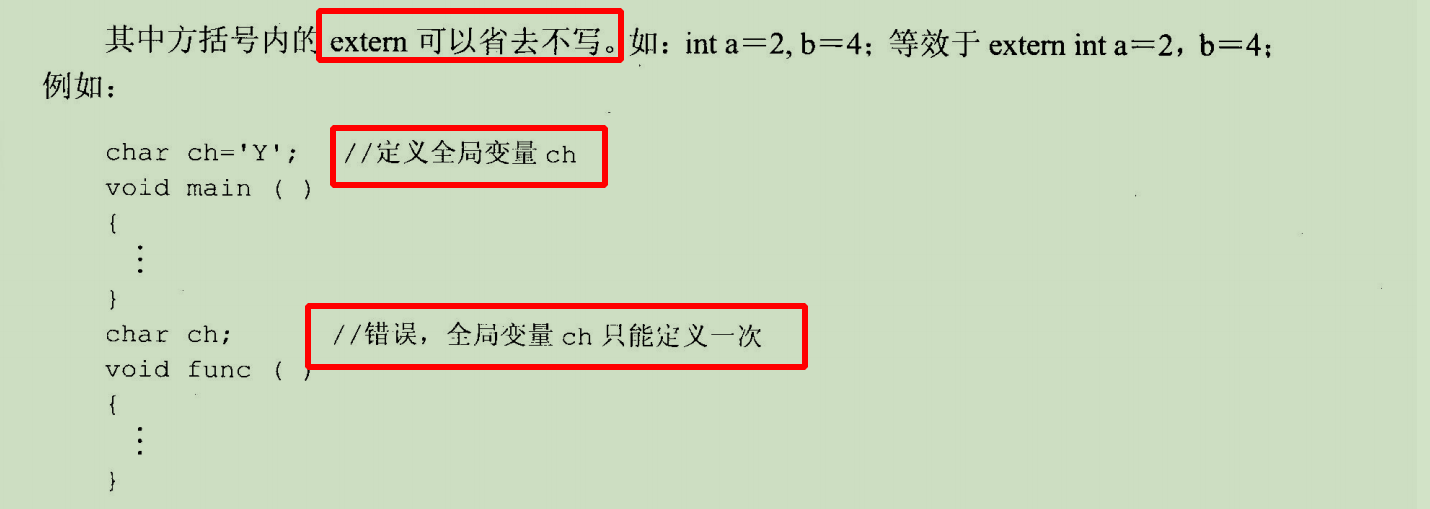 其中方括号内的 extern 可以省去不写。如：int a＝2, b＝4；等效于 extern int a＝2，b＝4；
例如：
char ch='Y';    //定义全局变量 ch
void main ( )
{
⋮
}
char ch;    //错误，全局变量 ch 只能定义一次
void func ( )
{
⋮
}